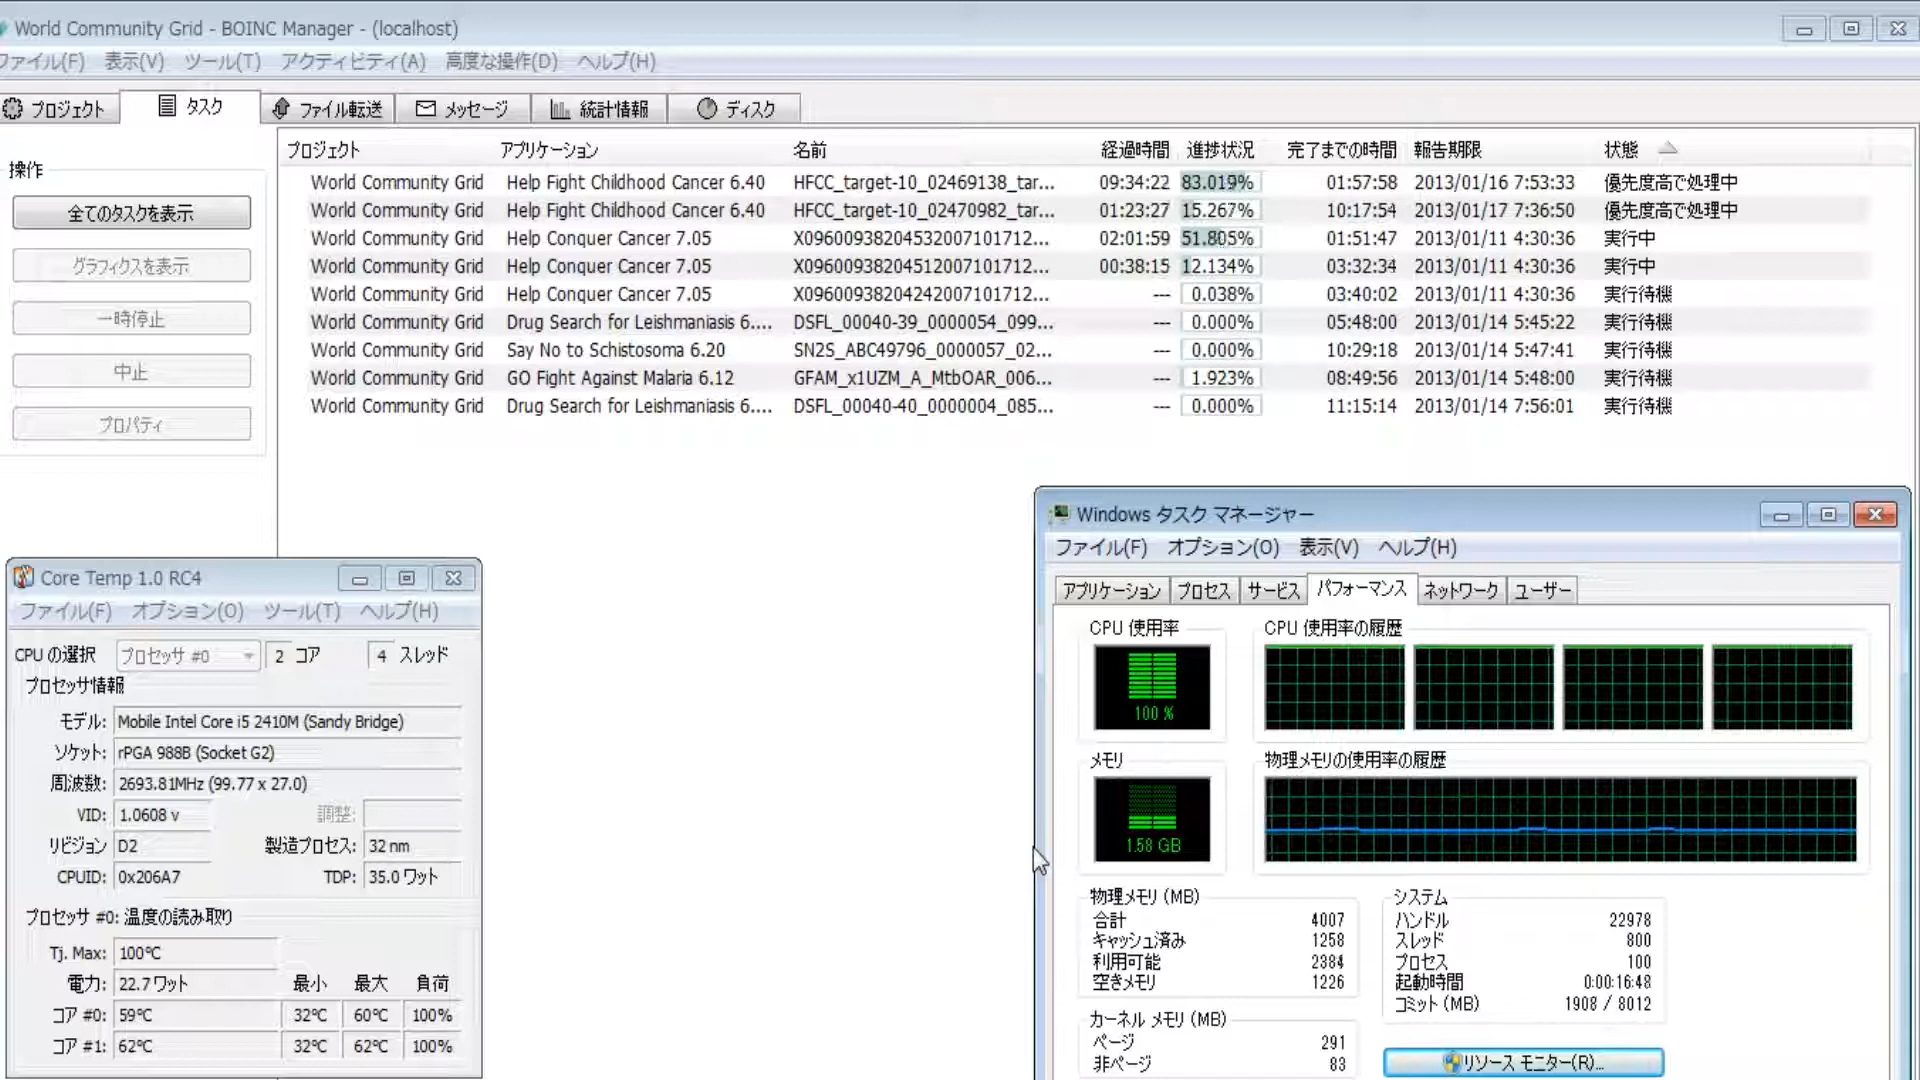 World Community Grid - BOINC Manager - (localhost)
ファイル(F) 表示(V) ツール(T) アクティビティ(A) 高度な操作(D) ヘルプ(H)
プロジェクト タスク ファイル転送 メッセージ 統計情報 ディスク
操作
全てのタスクを表示
グラフィクスを表示
一時停止
中止
プロパティ
プロジェクト アプリケーション 名前 経過時間 進捗状況 完了までの時間 報告期限 状態
World Community Grid Help Fight Childhood Cancer 6.40 HFCC_target-10_02469138_tar... 09:34:22 83.019% 01:57:58 2013/01/16 7:53:33 優先度高で処理中
World Community Grid Help Fight Childhood Cancer 6.40 HFCC_target-10_02470982_tar... 01:23:27 15.267% 10:17:54 2013/01/17 7:36:50 優先度高で処理中
World Community Grid Help Conquer Cancer 7.05 X0960093820453200710171​2... 02:01:59 51.805% 01:51:47 2013/01/11 4:30:36 実行中
World Community Grid Help Conquer Cancer 7.05 X0960093820451200710171​2... 00:38:15 12.134% 03:32:34 2013/01/11 4:30:36 実行中
World Community Grid Help Conquer Cancer 7.05 X0960093820424200710171​2... --- 0.038% 03:40:02 2013/01/11 4:30:36 実行待機
World Community Grid Drug Search for Leishmaniasis 6.... DSFL_00040-39_0000054_099... --- 0.000% 05:48:00 2013/01/14 5:45:22 実行待機
World Community Grid Say No to Schistosoma 6.20 SN2S_ABC49796_0000057_02... --- 0.000% 10:29:18 2013/01/14 5:47:41 実行待機
World Community Grid GO Fight Against Malaria 6.12 GFAM_x1UZM_A_MtbOAR_006... --- 1.923% 08:49:56 2013/01/14 5:48:00 実行待機
World Community Grid Drug Search for Leishmaniasis 6.... DSFL_00040-40_0000004_085... --- 0.000% 11:15:14 2013/01/14 7:56:01 実行待機
Core Temp 1.0 RC4
ファイル(F) オプション(O) ツール(T) ヘルプ(H)
CPU の選択 プロセッサ #0 2 コア 4 スレッド
プロセッサ情報
モデル: Mobile Intel Core i5 2410M (Sandy Bridge)
ソケット: rPGA 988B (Socket G2)
周波数: 2693.81MHz (99.77 x 27.0)
VID: 1.0608 v 調整:
リビジョン D2 製造プロセス: 32 nm
CPUID: 0x206A7 TDP: 35.0 ワット
プロセッサ #0: 温度の読み取り
Tj. Max: 100℃
電力: 22.7 ワット 最小 最大 負荷
コア #0: 59℃ 32℃ 60℃ 100%
コア #1: 62℃ 32℃ 62℃ 100%
Windows タスク マネージャー
ファイル(F) オプション(O) 表示(V) ヘルプ(H)
アプリケーション プロセス サービス パフォーマンス ネットワーク ユーザー
CPU 使用率 CPU 使用率の履歴
100 %
メモリ 物理メモリの使用率の履歴
1.58 GB
物理メモリ (MB)
合計 4007
キャッシュ済み 1258
利用可能 2384
空きメモリ 1226
カーネル メモリ (MB)
ページ 291
非ページ 83
システム
ハンドル 22978
スレッド 800
プロセス 100
起動時間 0:00:16:48
コミット (MB) 1908 / 8012
リソース モニター(R)...